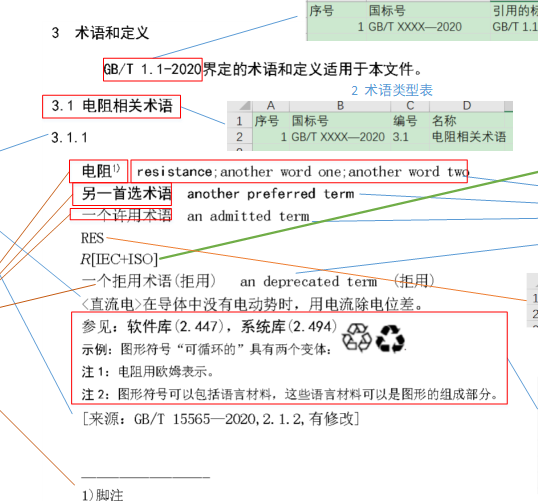 序号 国标号 引用的标
1 GB/T XXXX—2020 GB/T 1.1
3 术语和定义
GB/T 1.1-2020界定的术语和定义适用于本文件。
2 术语类型表
3.1 电阻相关术语
A B C D
1 序号 国标号 编号 名称
2 1 GB/T XXXX—2020 3.1 电阻相关术语
3.1.1
电阻1) resistance;another word one;another word two
另一首选术语 another preferred term
一个许用术语 an admitted term
RES
R[IEC+ISO]
一个拒用术语(拒用) an deprecated term (拒用)
<直流电>在导体中没有电动势时，用电流除电位差。
1
2
参见：软件库(2.447)，系统库(2.494)
示例：图形符号“可循环的”具有两个变体：
注1：电阻用欧姆表示。
注2：图形符号可以包括语言材料，这些语言材料可以是图形的组成部分。
[来源：GB/T 15565—2020,2.1.2,有修改]
1)脚注